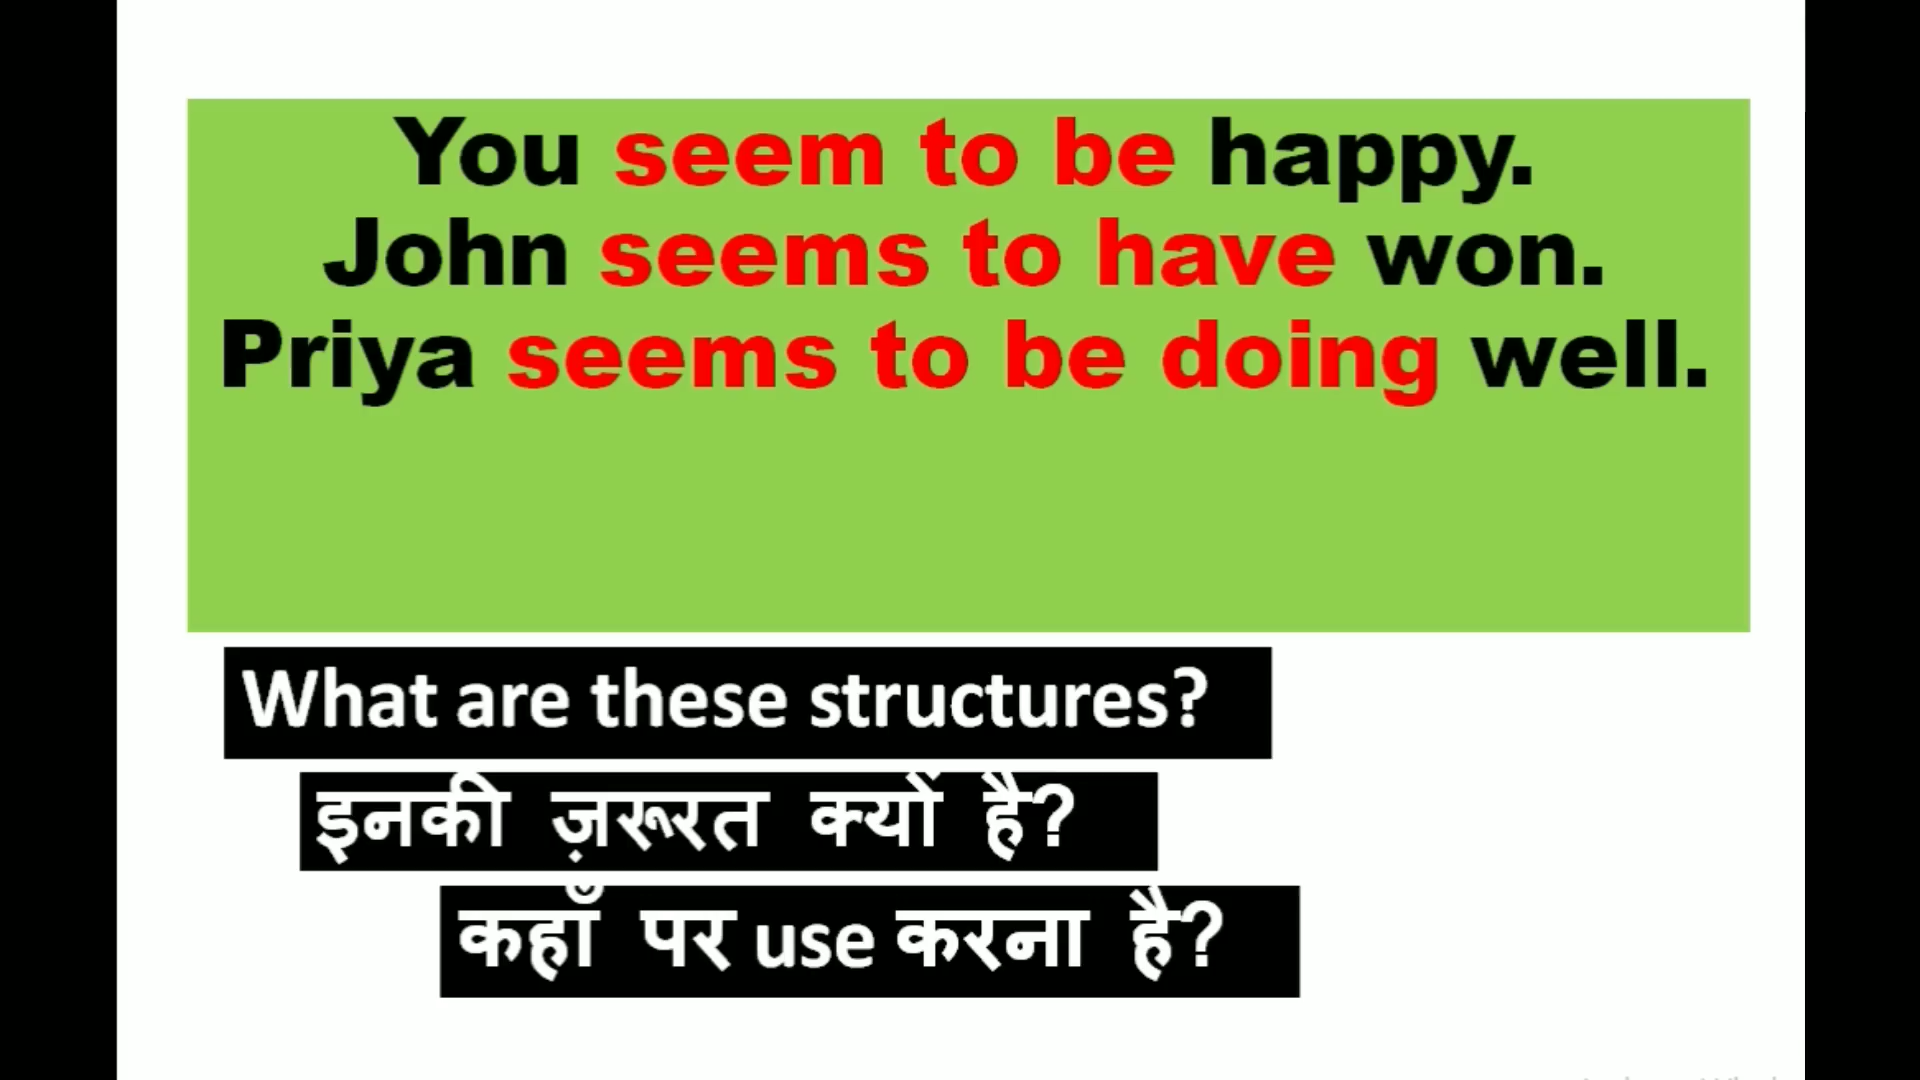 You seem to be happy.
John seems to have won.
Priya seems to be doing well.
What are these structures?
इनकी ज़रूरत क्यों है?
कहाँ पर use करना है?